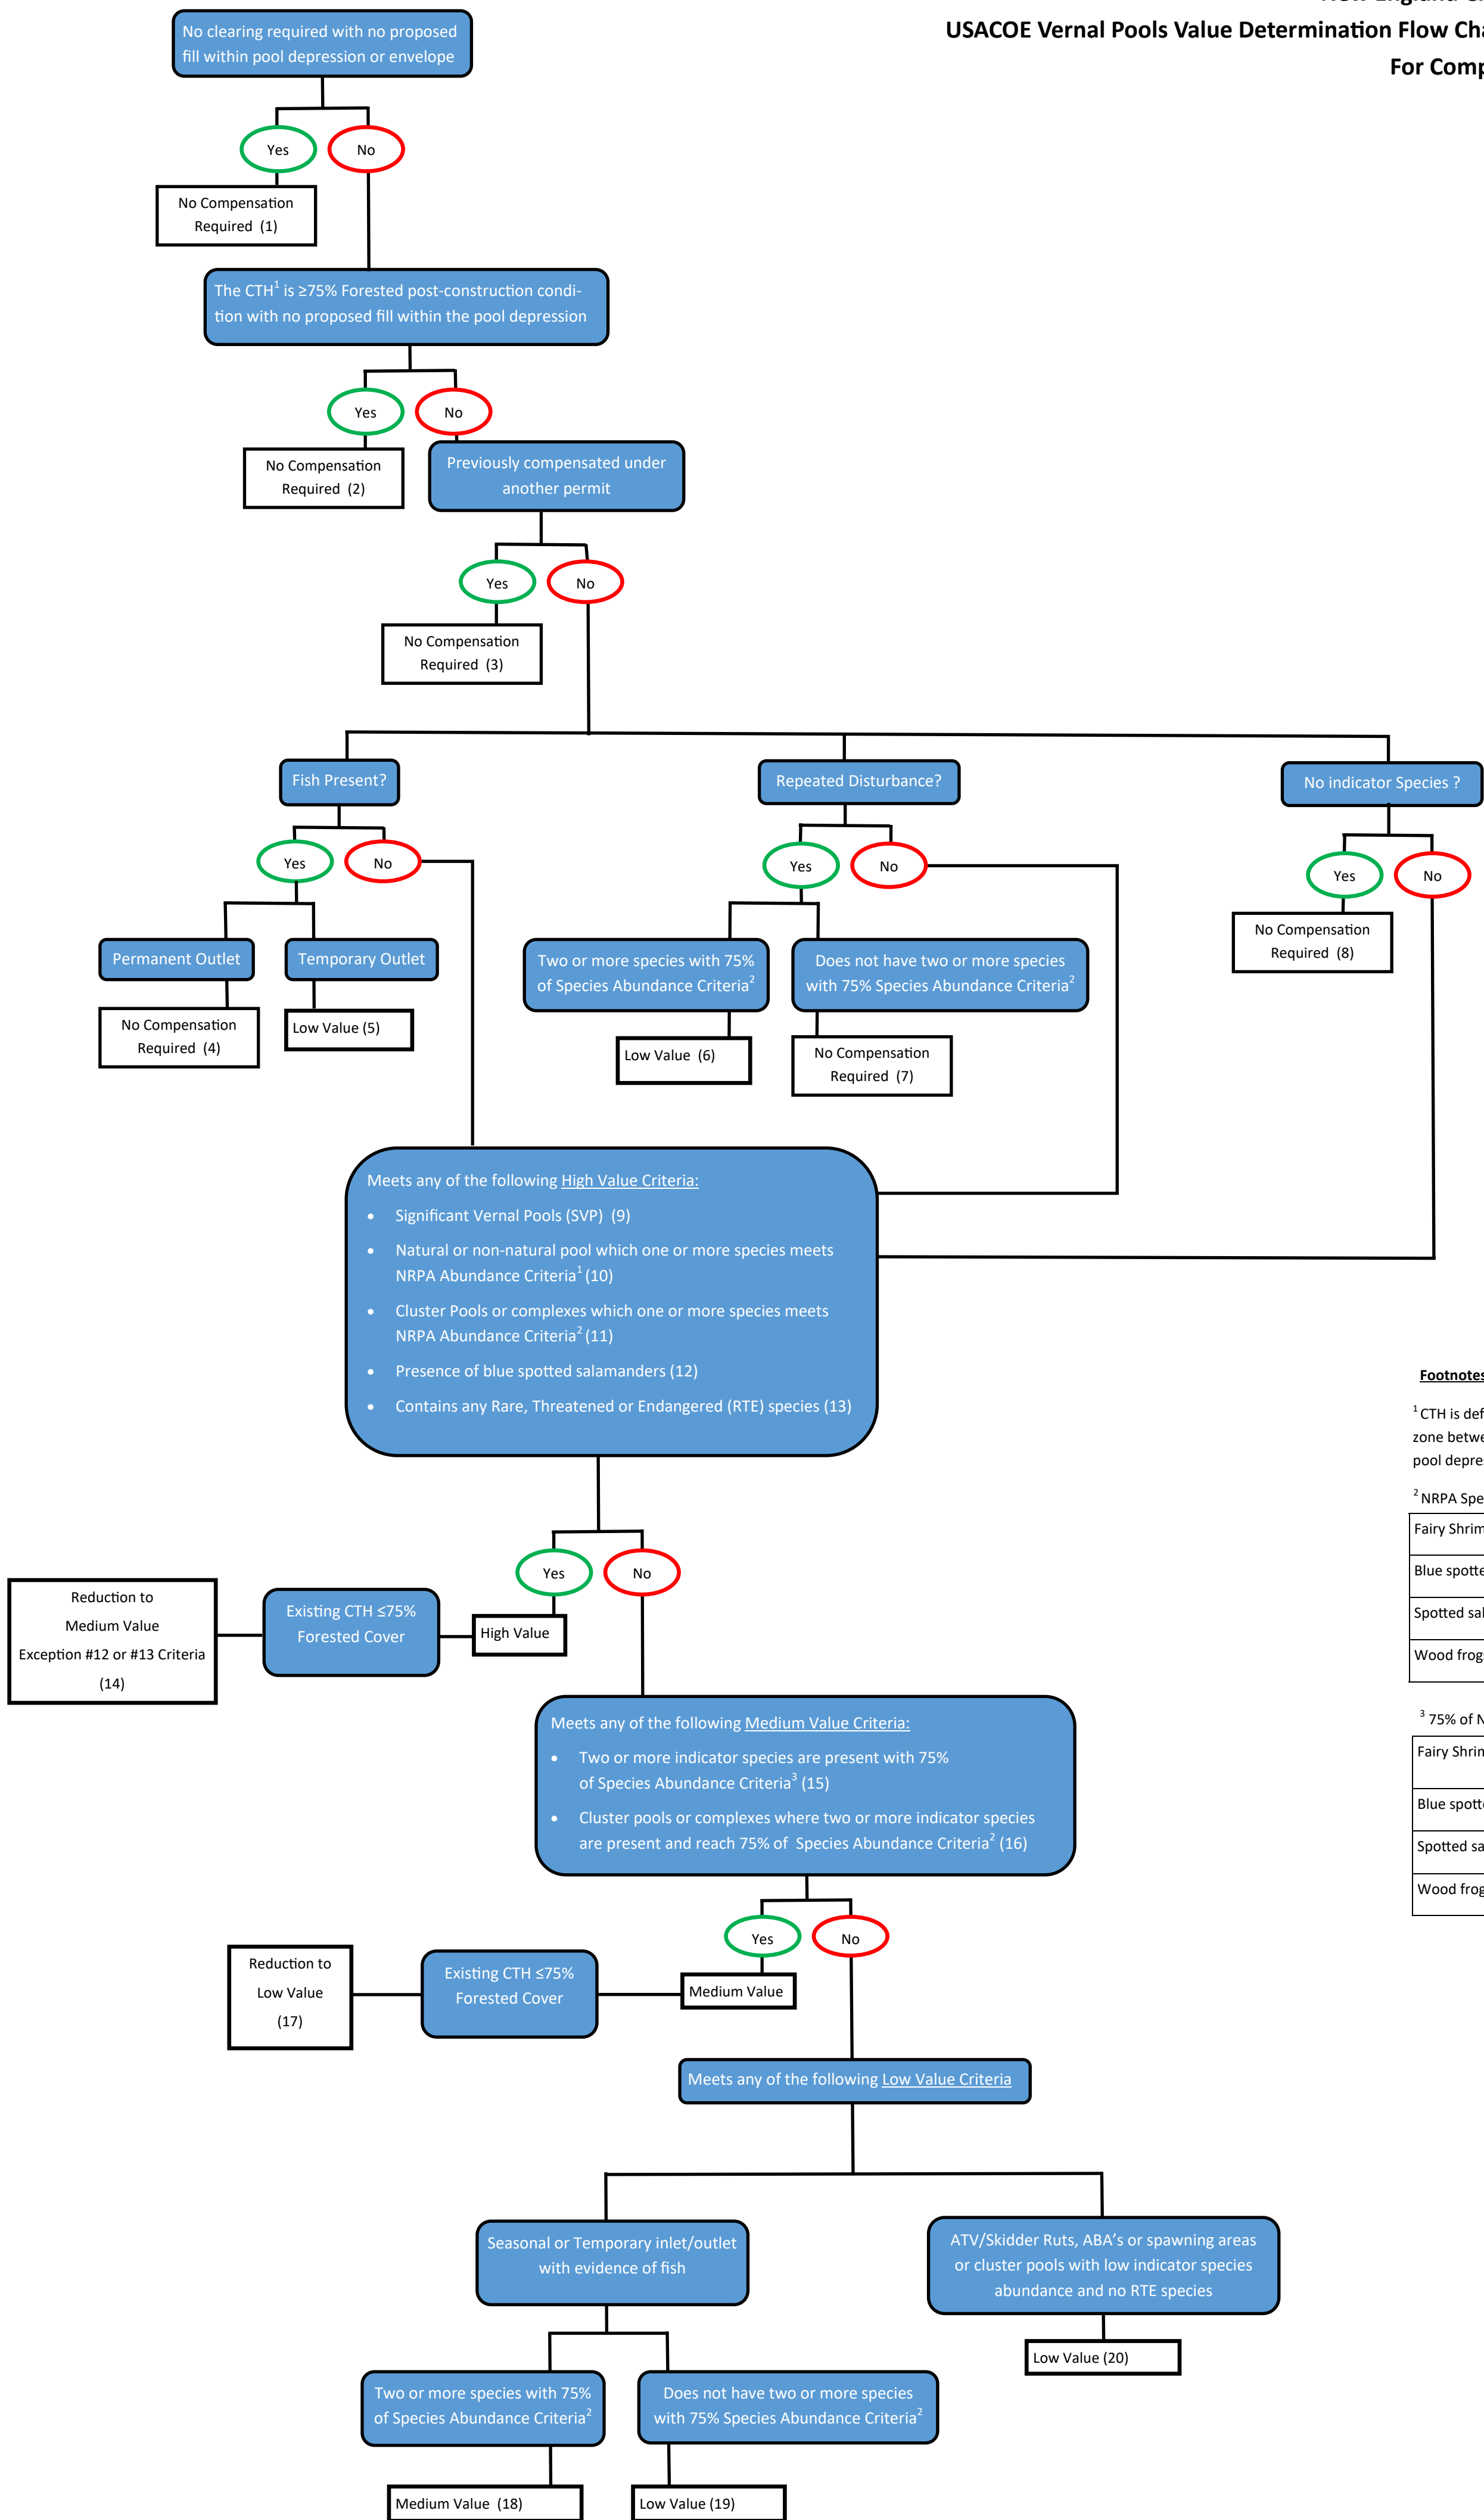 USACOE Vernal Pools Value Determination Flow
For
No clearing required with no proposed
fill within pool depression or envelope
Yes
No
No Compensation
Required (1)
The CTH¹ is ≥75% Forested post-construction condi-
tion with no proposed fill within the pool depression
Yes
No
No Compensation
Required (2)
Previously compensated under
another permit
Yes
No
No Compensation
Required (3)
Fish Present?
Repeated Disturbance?
No indicator Species ?
Yes
No
Yes
No
Yes
No
Permanent Outlet
Temporary Outlet
Two or more species with 75%
of Species Abundance Criteria²
Does not have two or more species
with 75% Species Abundance Criteria²
No Compensation
Required (8)
No Compensation
Required (4)
Low Value (5)
Low Value (6)
No Compensation
Required (7)
Meets any of the following High Value Criteria:
• Significant Vernal Pools (SVP) (9)
• Natural or non-natural pool which one or more species meets
NRPA Abundance Criteria¹ (10)
• Cluster Pools or complexes which one or more species meets
NRPA Abundance Criteria² (11)
• Presence of blue spotted salamanders (12)
• Contains any Rare, Threatened or Endangered (RTE) species (13)
Footnotes
¹ CTH is
zone
pool
² NRPA
Fairy
Blue
Spotted
Wood frog
³ 75% of
Fairy
Blue
Spotted
Wood
Yes
No
High Value
Existing CTH ≤75%
Forested Cover
Reduction to
Medium Value
Exception #12 or #13 Criteria
(14)
Meets any of the following Medium Value Criteria:
• Two or more indicator species are present with 75%
of Species Abundance Criteria³ (15)
• Cluster pools or complexes where two or more indicator species
are present and reach 75% of Species Abundance Criteria² (16)
Yes
No
Medium Value
Existing CTH ≤75%
Forested Cover
Reduction to
Low Value
(17)
Meets any of the following Low Value Criteria
Seasonal or Temporary inlet/outlet
with evidence of fish
ATV/Skidder Ruts, ABA's or spawning areas
or cluster pools with low indicator species
abundance and no RTE species
Low Value (20)
Two or more species with 75%
of Species Abundance Criteria²
Does not have two or more species
with 75% Species Abundance Criteria²
Medium Value (18)
Low Value (19)